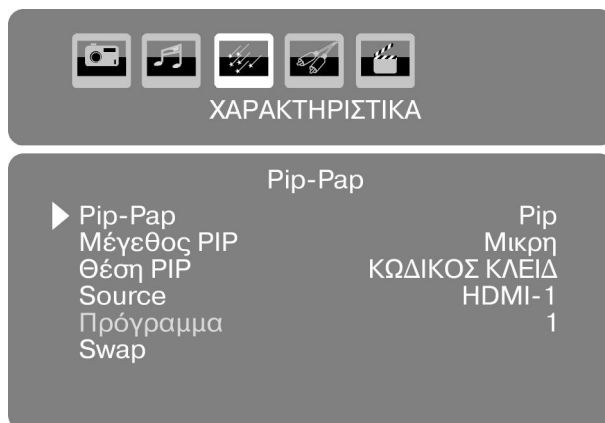 ΧΑΡΑΚΤΗΡΙΣΤΙΚΑ
Pip-Pap
Pip-Pap Pip
Μέγεθος PIP Μικρη
Θέση PIP ΚΩΔΙΚΟΣ ΚΛΕΙΔ
Source HDMI-1
Πρόγραμμα 1
Swap